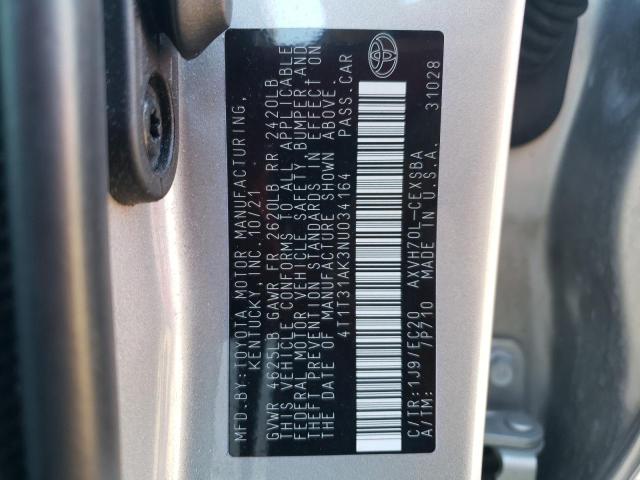 MFD. BY: TOYOTA MOTOR MANUFACTURING,
KENTUCKY, INC. 10/21
GVWR 4625LB GAWR FR 2620LB RR 2420LB
THIS VEHICLE CONFORMS TO ALL APPLICABLE
FEDERAL MOTOR VEHICLE SAFETY, BUMPER, AND
THEFT PREVENTION STANDARDS IN EFFECT ON
THE DATE OF MANUFACTURE SHOWN ABOVE.
4T1T31AK3NU034164 PASS. CAR
C/TR: 1J9/EC20 AXVH70L-CEXSBA
A/TM: 7P710 MADE IN U.S.A. 31028